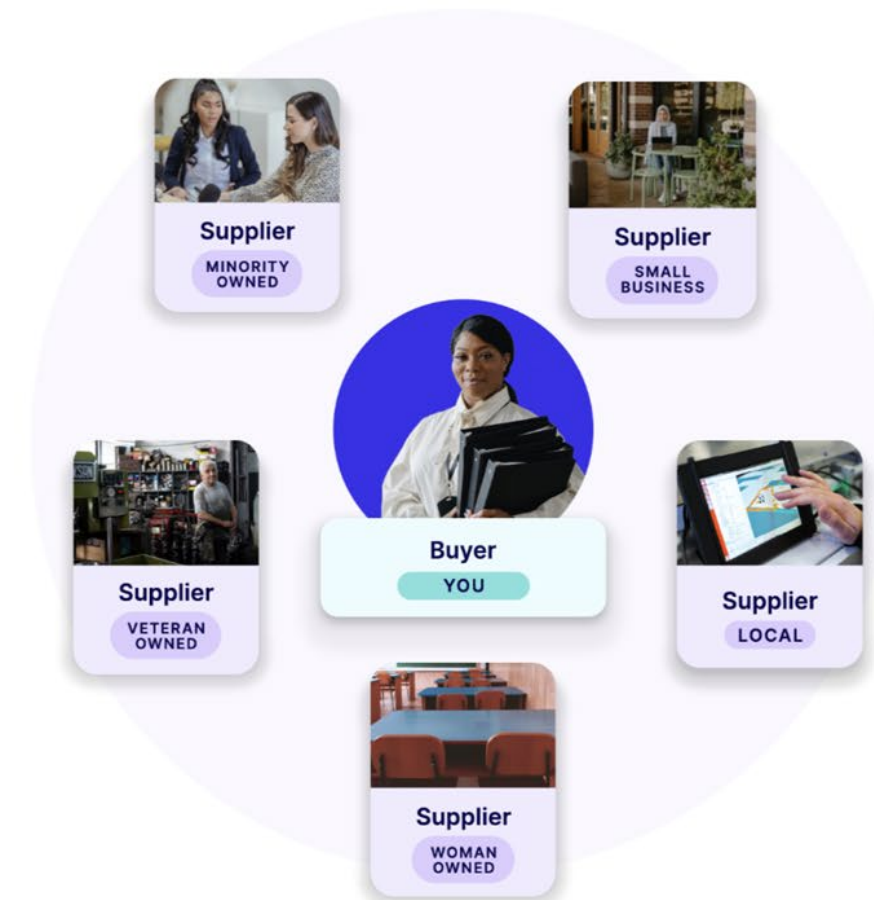 Supplier
MINORITY
OWNED
Supplier
SMALL
BUSINESS
Buyer
YOU
Supplier
VETERAN
OWNED
Supplier
LOCAL
Supplier
WOMAN
OWNED